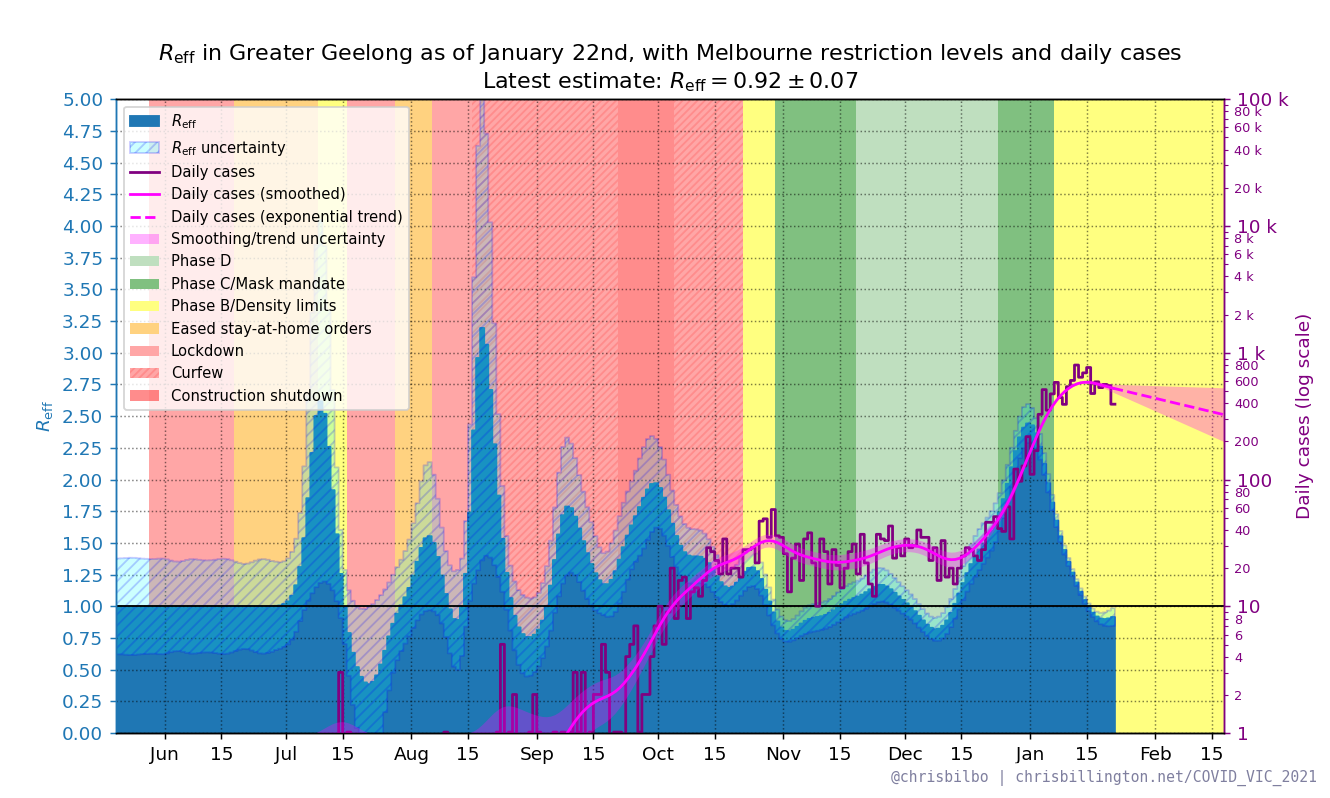 R_eff in Greater Geelong as of January 22nd, with Melbourne restriction levels and daily cases
Latest estimate: R_eff = 0.92 ± 0.07
R_eff
R_eff uncertainty
Daily cases
Daily cases (smoothed)
Daily cases (exponential trend)
Smoothing/trend uncertainty
Phase D
Phase C/Mask mandate
Phase B/Density limits
Eased stay-at-home orders
Lockdown
Curfew
Construction shutdown
R_eff
5.00
4.75
4.50
4.25
4.00
3.75
3.50
3.25
3.00
2.75
2.50
2.25
2.00
1.75
1.50
1.25
1.00
0.75
0.50
0.25
0.00
Jun 15 Jul 15 Aug 15 Sep 15 Oct 15 Nov 15 Dec 15 Jan 15 Feb 15
100 k
80 k
60 k
40 k
20 k
10 k
8 k
6 k
4 k
2 k
1 k
800
600
400
200
100
80
60
40
20
10
8
6
4
2
1
Daily cases (log scale)
@chrisbilbo | chrisbillington.net/COVID_VIC_2021